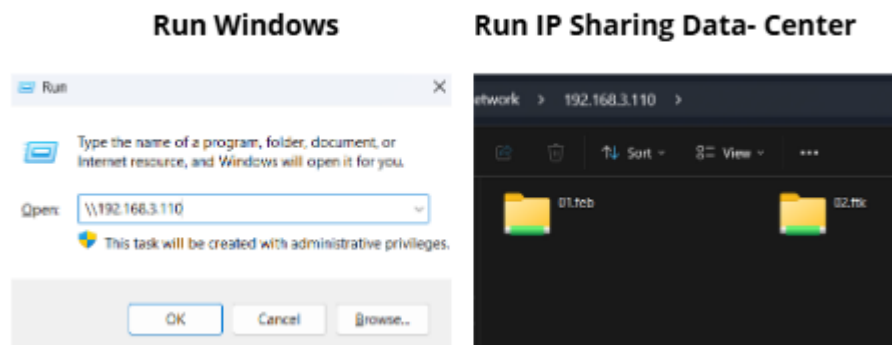 Run Windows
Run IP Sharing Data- Center
Run
Type the name of a program, folder, document, or
Internet resource, and Windows will open it for you.
Open:
\\192.168.3.110
This task will be created with administrative privileges.
OK
Cancel
Browse...
etwork > 192.168.3.110 >
Sort
View
01.feb
02.ftik